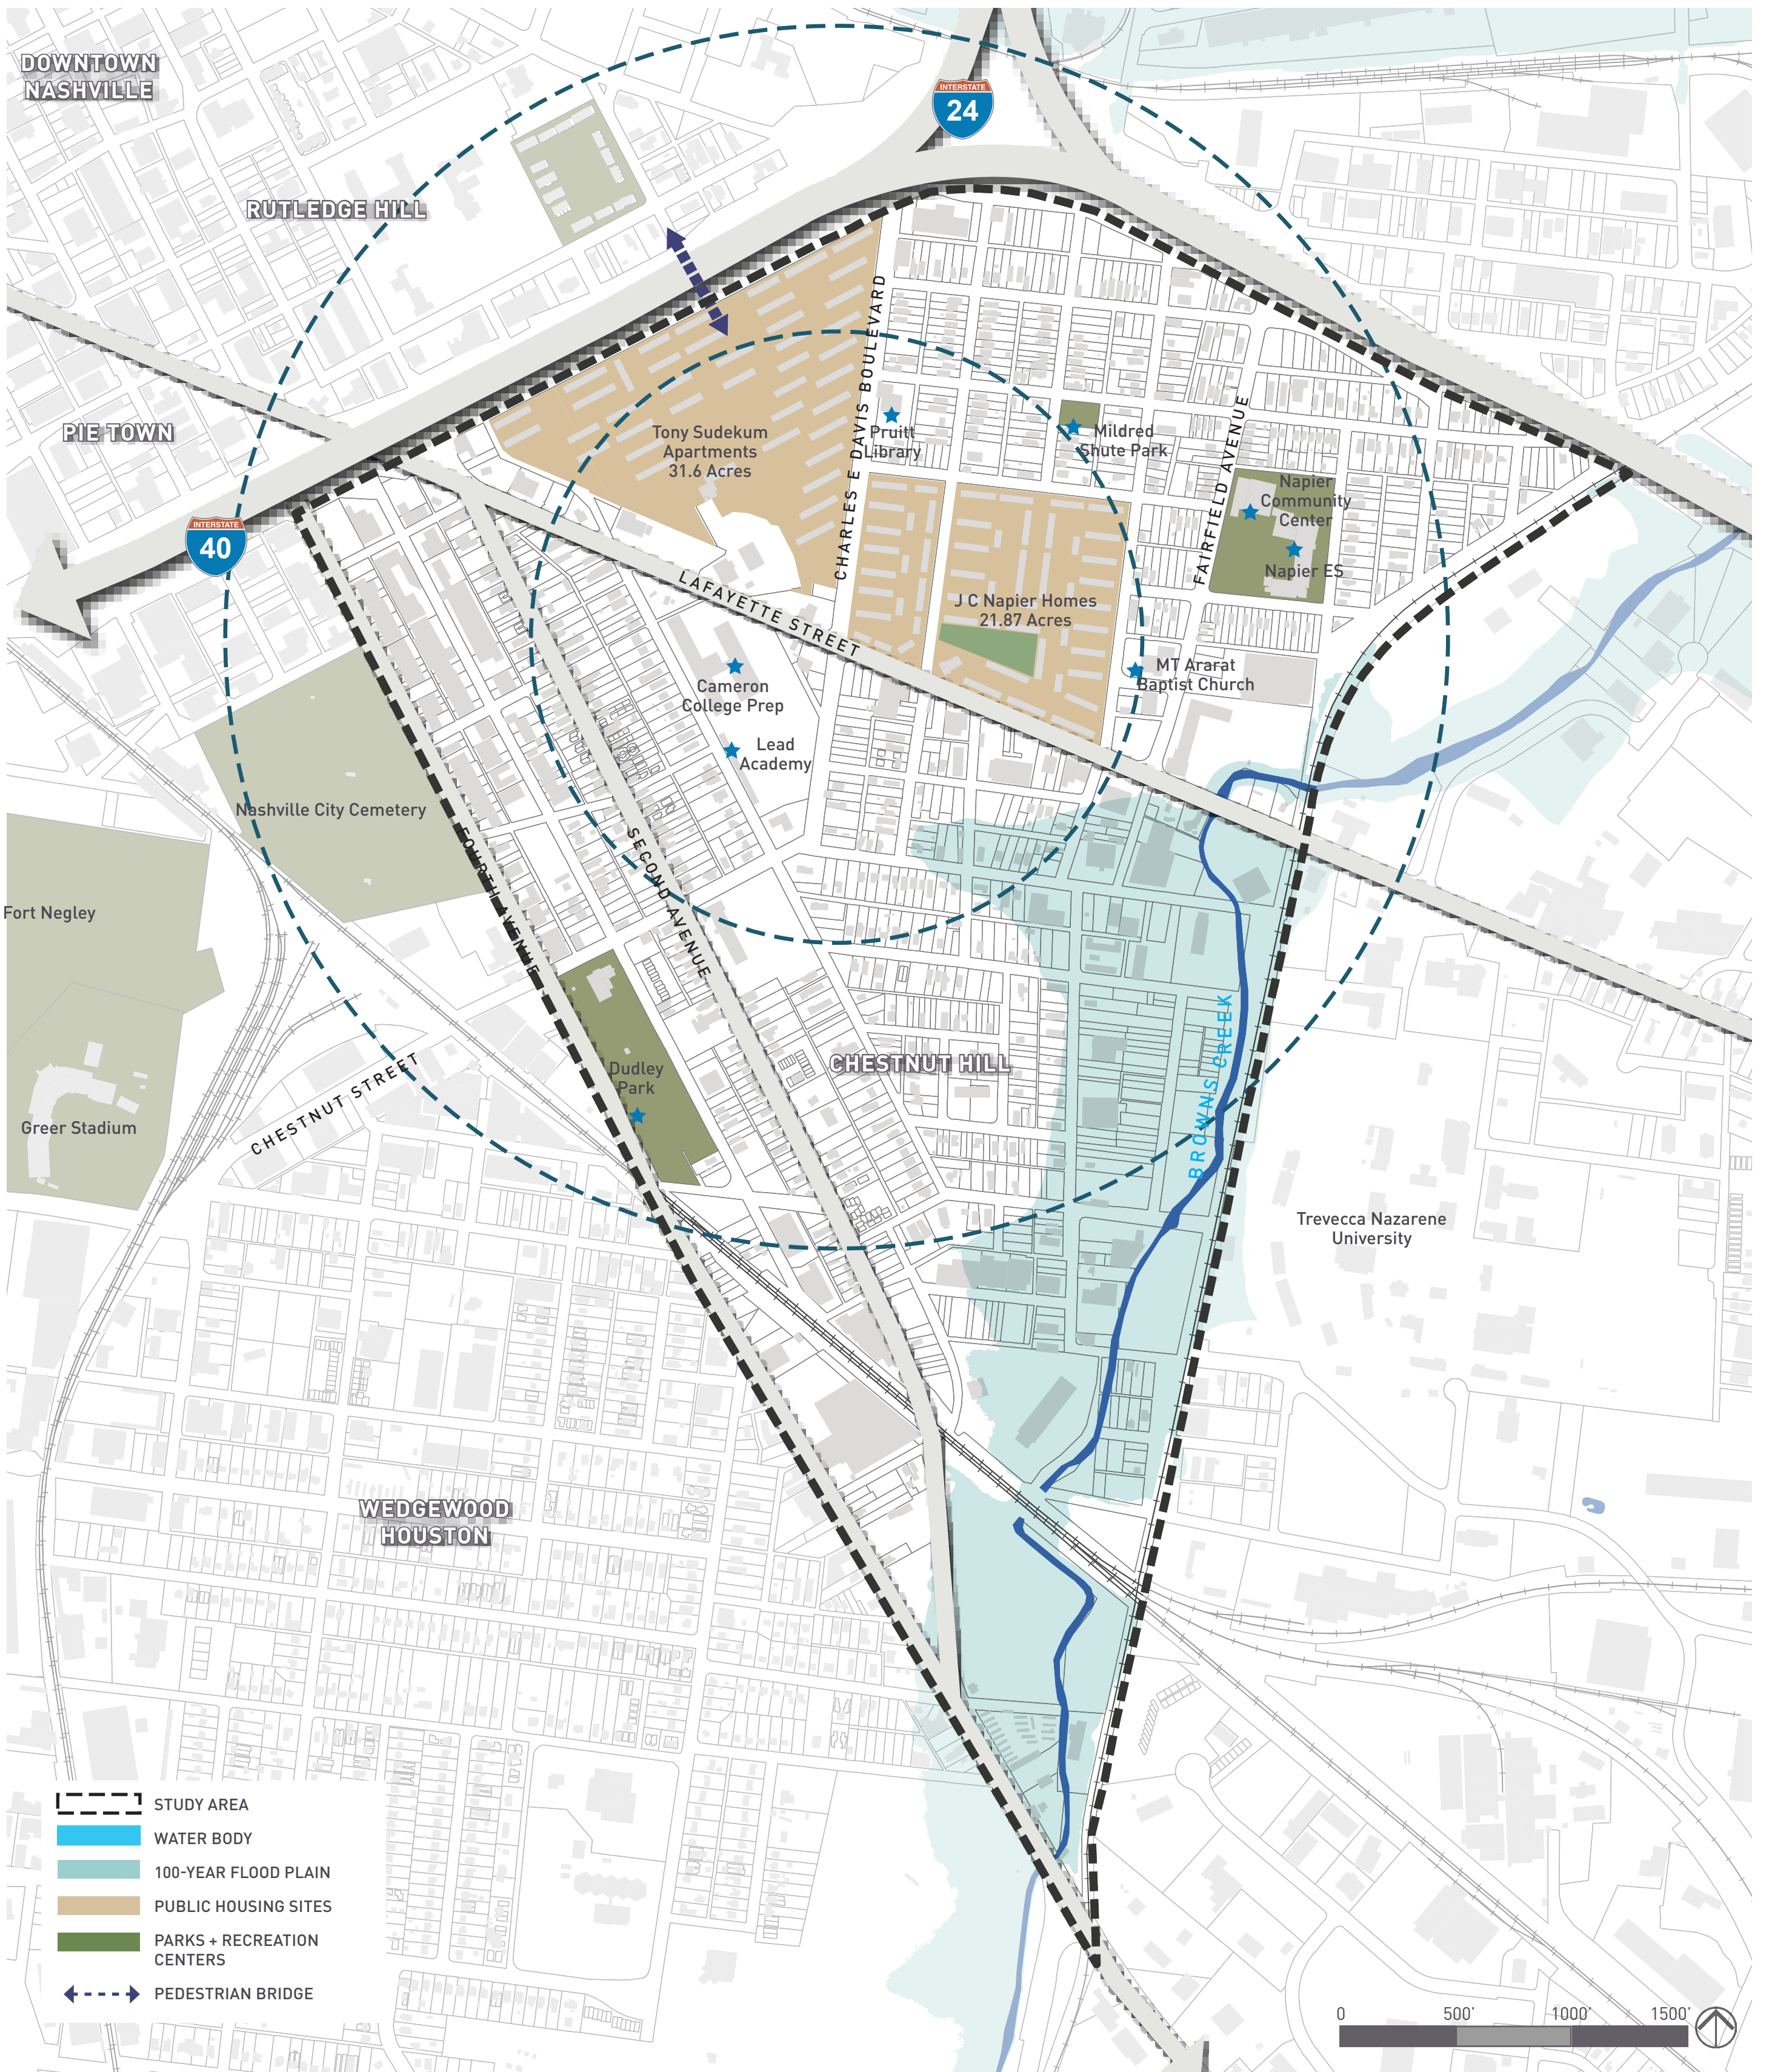 DOWNTOWN
NASHVILLE
INTERSTATE
24
RUTLEDGE HILL
PIE TOWN
INTERSTATE
40
Tony Sudekum
Apartments
31.6 Acres
CHARLES E DAVIS BOULEVARD
Pruitt
Library
Mildred
Shute Park
FAIRFIELD AVENUE
Napier
Community
Center
Napier ES
J C Napier Homes
21.87 Acres
LAFAYETTE STREET
MT Ararat
Baptist Church
Cameron
College Prep
Lead
Academy
Nashville City Cemetery
FOURTH AVENUE
SECOND AVENUE
Fort Negley
Greer Stadium
CHESTNUT STREET
Dudley
Park
CHESTNUT HILL
BROWNS CREEK
Trevecca Nazarene
University
WEDGEWOOD
HOUSTON
STUDY AREA
WATER BODY
100-YEAR FLOOD PLAIN
PUBLIC HOUSING SITES
PARKS + RECREATION
CENTERS
PEDESTRIAN BRIDGE
0 500' 1000' 1500'